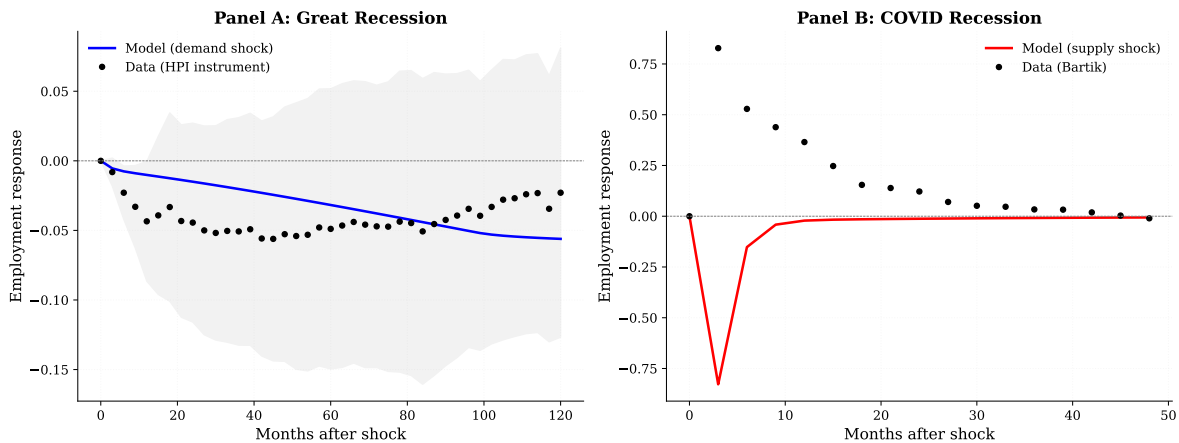 Panel A: Great Recession
Model (demand shock)
Data (HPI instrument)
Employment response
0.05
0.00
−0.05
−0.10
−0.15
0
20
40
60
80
100
120
Months after shock
Panel B: COVID Recession
Model (supply shock)
Data (Bartik)
Employment response
0.75
0.50
0.25
0.00
−0.25
−0.50
−0.75
0
10
20
30
40
50
Months after shock